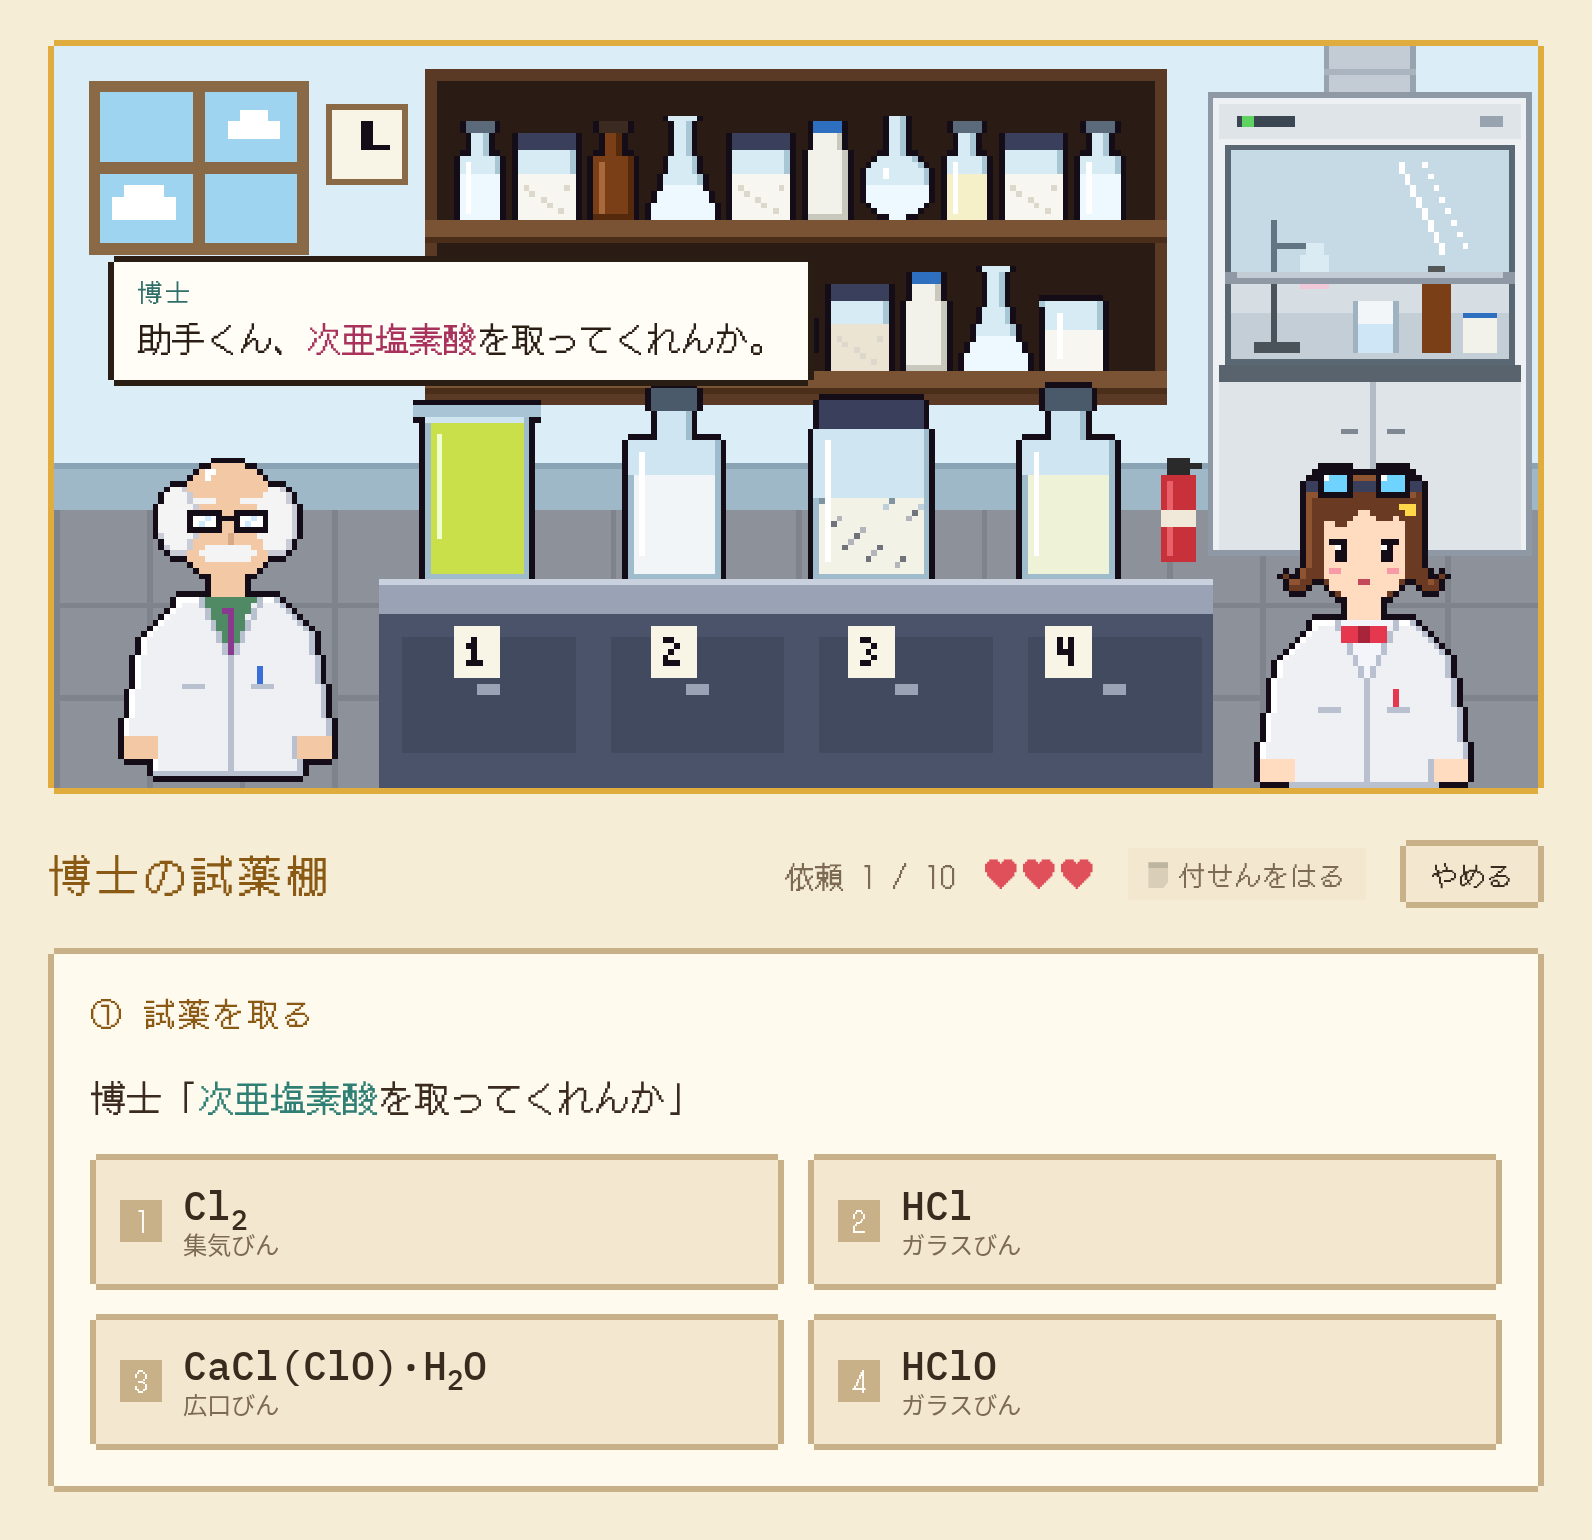 博士
助手くん、次亜塩素酸を取ってくれんか。
1
2
3
4
博士の試薬棚
依頼 1 / 10
付せんをはる
やめる
① 試薬を取る
博士「次亜塩素酸を取ってくれんか」
1
Cl₂
集気びん
2
HCl
ガラスびん
3
CaCl(ClO)·H₂O
広口びん
4
HClO
ガラスびん